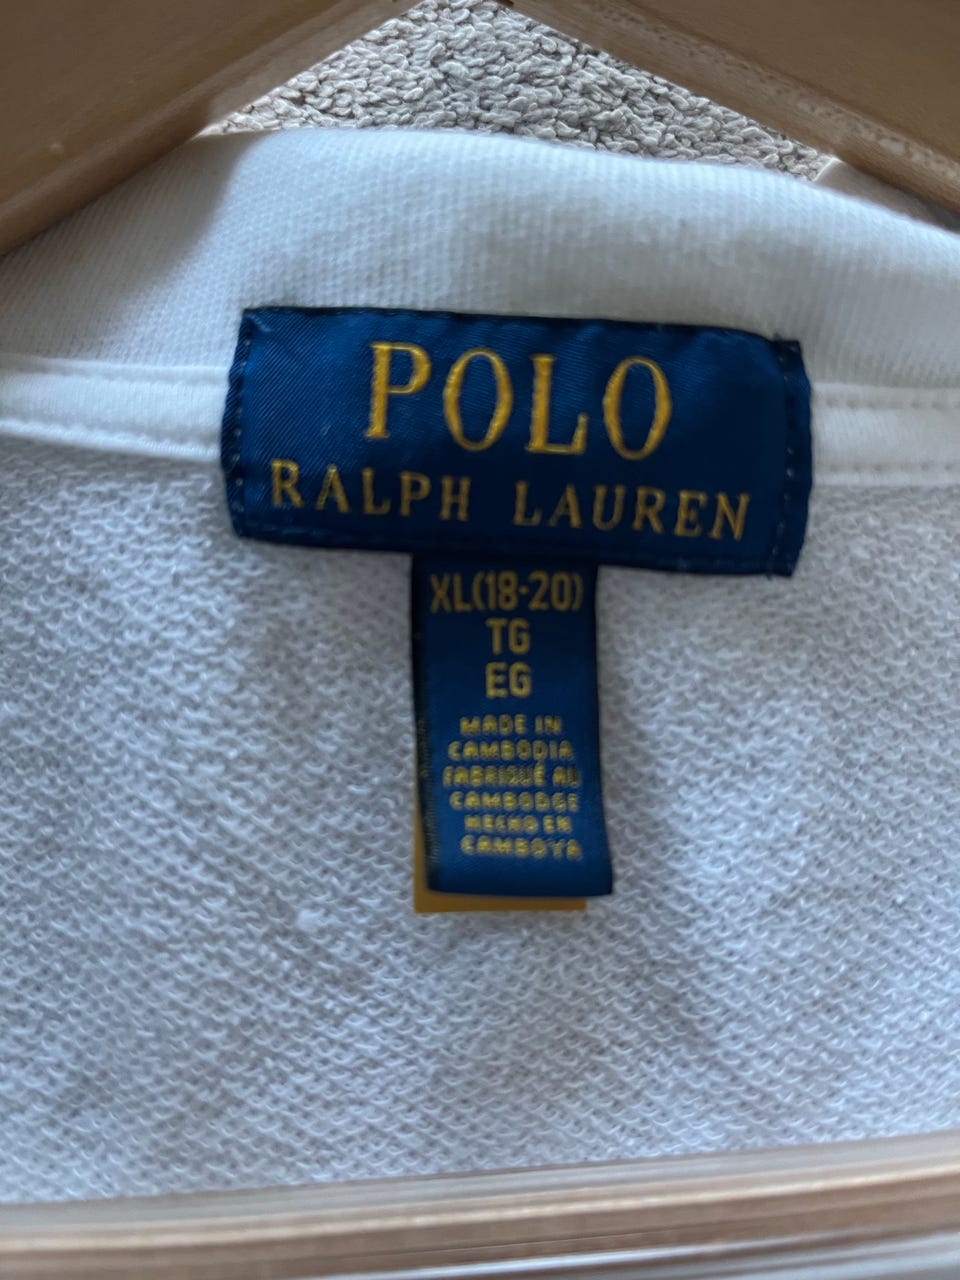 POLO
RALPH LAUREN
XL(18-20)
TG
EG
MADE IN
CAMBODIA
FABRIQUÉ AU
CAMBODGE
HECHO EN
CAMBOYA